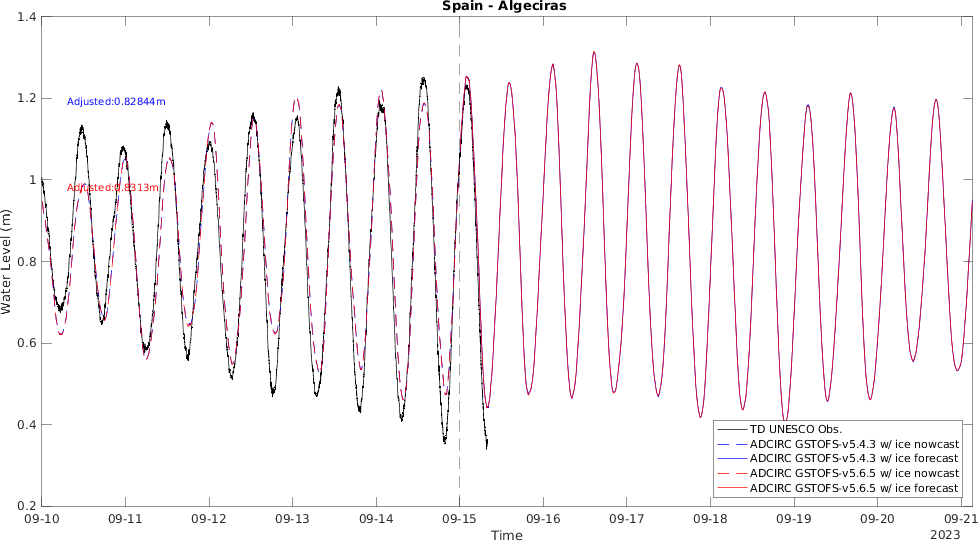 Spain - Algeciras
1.4
1.2
1
0.8
0.6
0.4
0.2
Water Level (m)
Adjusted:0.82844m
Adjusted:0.8313m
TD UNESCO Obs.
ADCIRC GSTOFS-v5.4.3 w/ ice nowcast
ADCIRC GSTOFS-v5.4.3 w/ ice forecast
ADCIRC GSTOFS-v5.6.5 w/ ice nowcast
ADCIRC GSTOFS-v5.6.5 w/ ice forecast
09-10 09-11 09-12 09-13 09-14 09-15 09-16 09-17 09-18 09-19 09-20 09-21
Time
2023